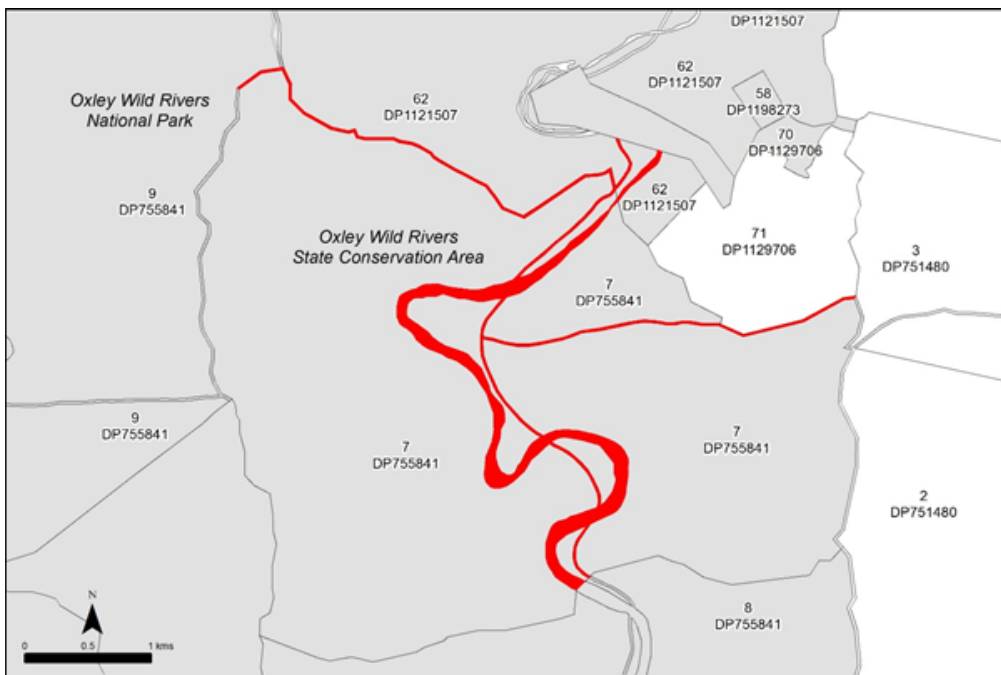 DP1121507
62
DP1121507
58
DP1198273
70
DP1129706
Oxley Wild Rivers
National Park
62
DP1121507
9
DP755841
62
DP1121507
71
DP1129706
3
DP751480
Oxley Wild Rivers
State Conservation Area
7
DP755841
9
DP755841
7
DP755841
7
DP755841
2
DP751480
8
DP755841
N
0 0.5 1 kms